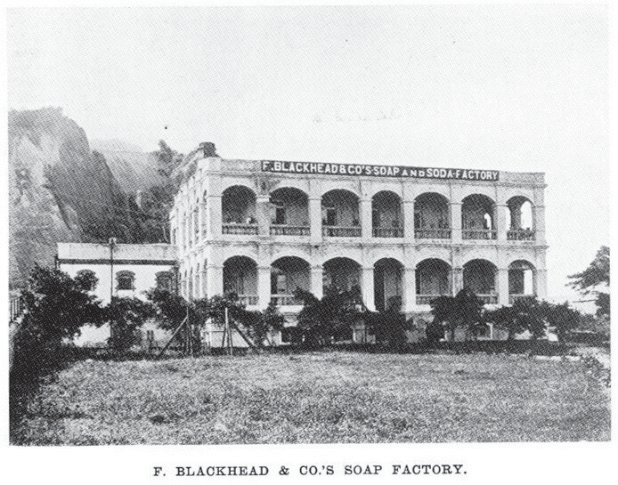 F.BLACKHEAD&CO'S·SOAP AND SODA·FACTORY
F. BLACKHEAD & CO.'S SOAP FACTORY.